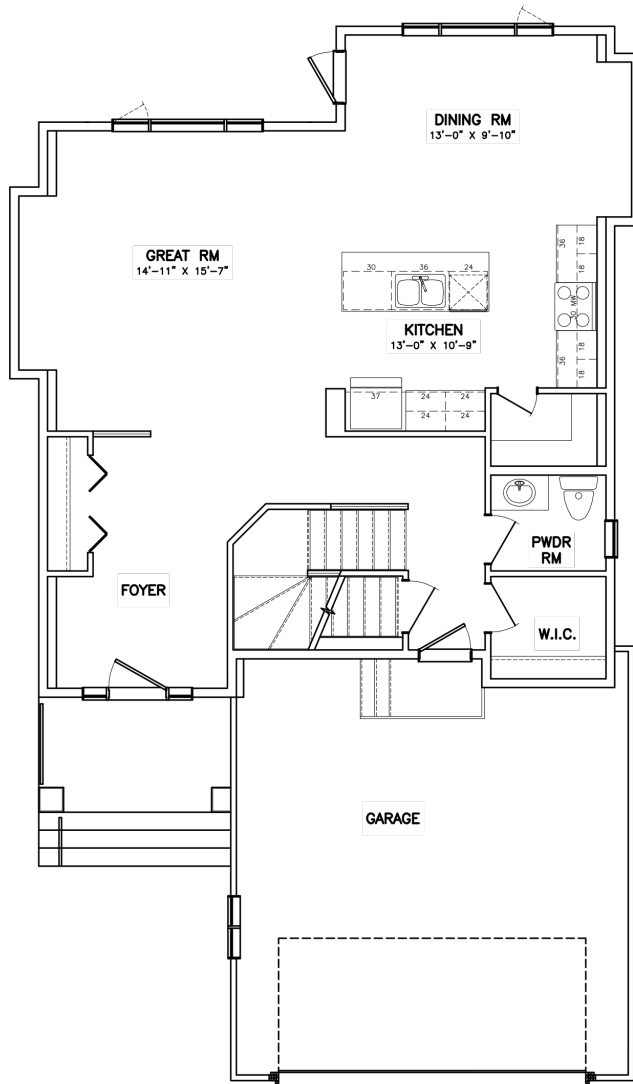 DINING RM
13'-0" X 9'-10"
GREAT RM
14'-11" X 15'-7"
36
18
18
30
36
24
30 MW
KITCHEN
13'-0" X 10'-9"
36
18
18
37
24
24
24
24
PWDR
RM
FOYER
W.I.C.
GARAGE